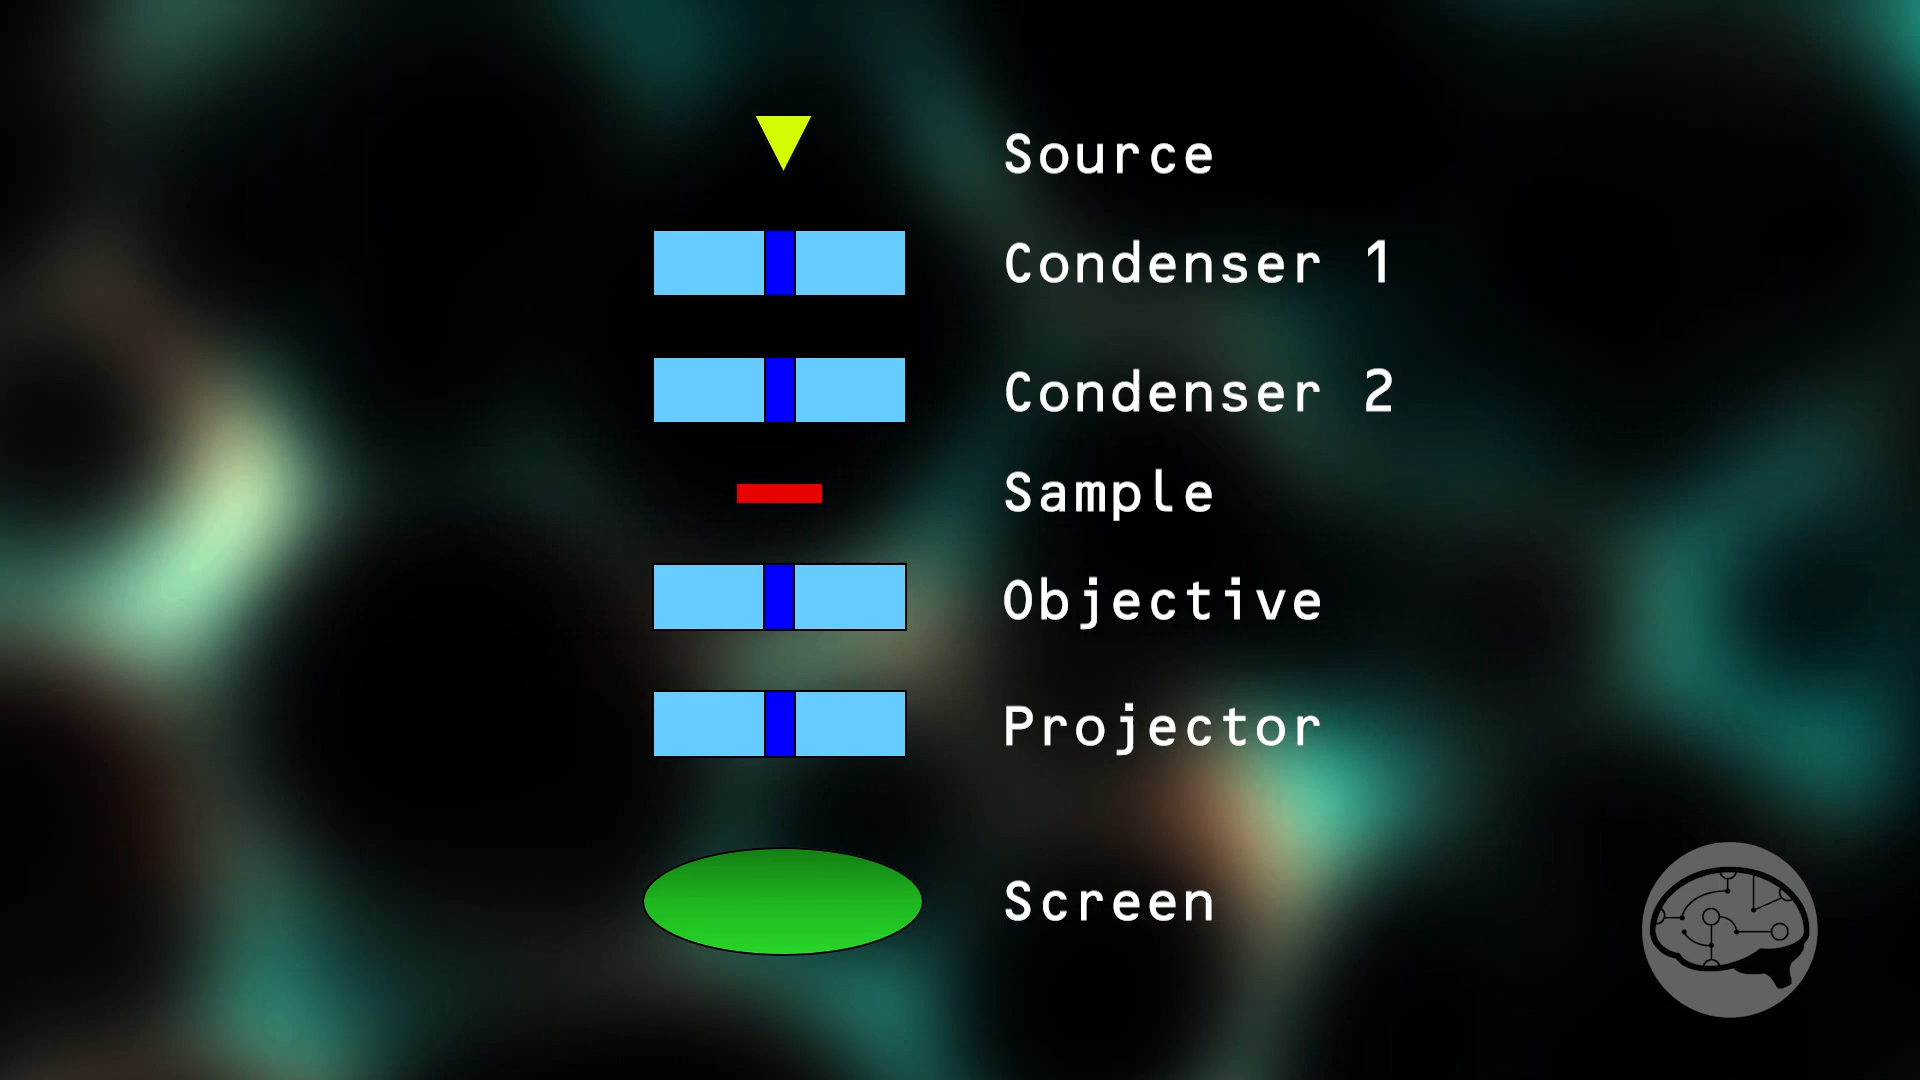 Source
Condenser 1
Condenser 2
Sample
Objective
Projector
Screen